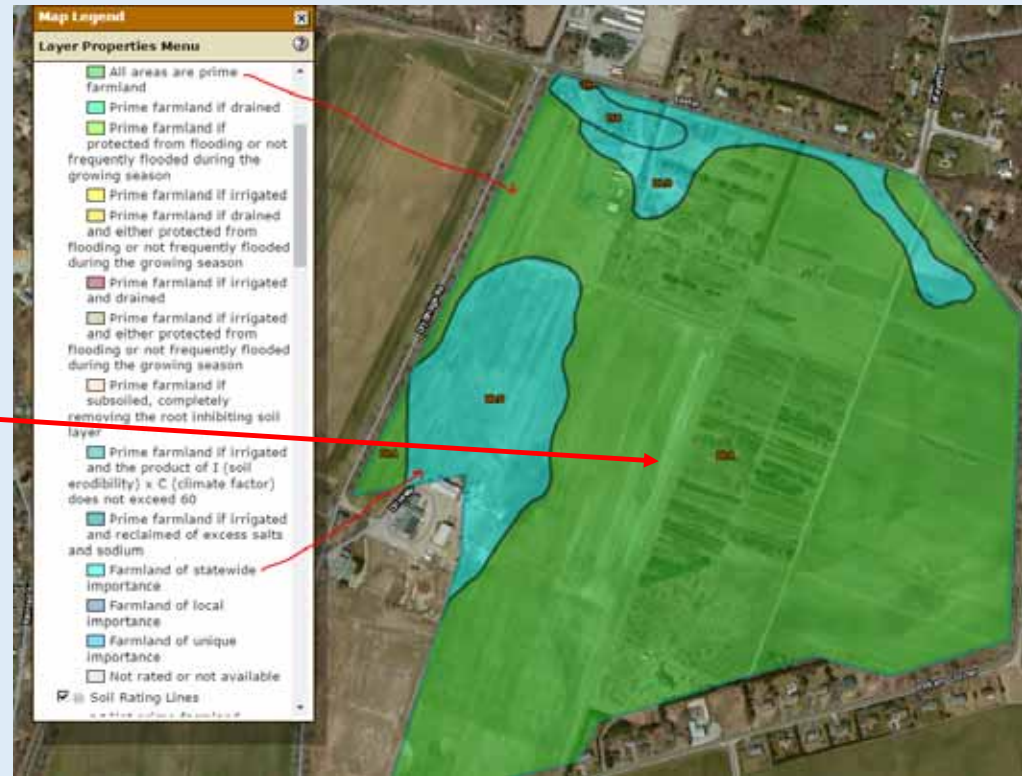 Map Legend
Layer Properties Menu
All areas are prime
farmland
Prime farmland if drained
Prime farmland if
protected from flooding or not
frequently flooded during the
growing season
Prime farmland if irrigated
Prime farmland if drained
and either protected from
flooding or not frequently flooded
during the growing season
Prime farmland if irrigated
and drained
Prime farmland if irrigated
and either protected from
flooding or not frequently flooded
during the growing season
Prime farmland if
subsoiled, completely
removing the root inhibiting soil
layer
Prime farmland if irrigated
and the product of I (soil
erodibility) x C (climate factor)
does not exceed 60
Prime farmland if irrigated
and reclaimed of excess salts
and sodium
Farmland of statewide
importance
Farmland of local
importance
Farmland of unique
importance
Not rated or not available
Soil Rating Lines